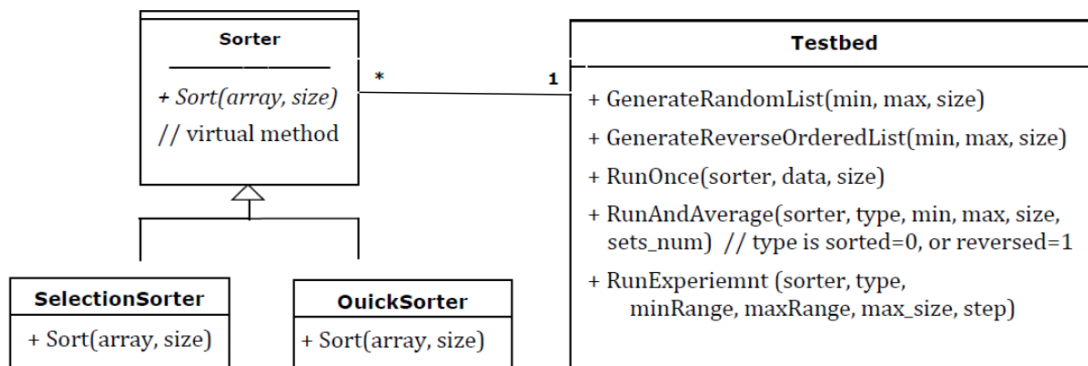 Sorter
+ Sort(array, size)
// virtual method
*
1
Testbed
+ GenerateRandomList(min, max, size)
+ GenerateReverseOrderedList(min, max, size)
+ RunOnce(sorter, data, size)
+ RunAndAverage(sorter, type, min, max, size,
sets_num) // type is sorted=0, or reversed=1
+ RunExperiemnt (sorter, type,
minRange, maxRange, max_size, step)
SelectionSorter
+ Sort(array, size)
OuickSorter
+ Sort(array, size)